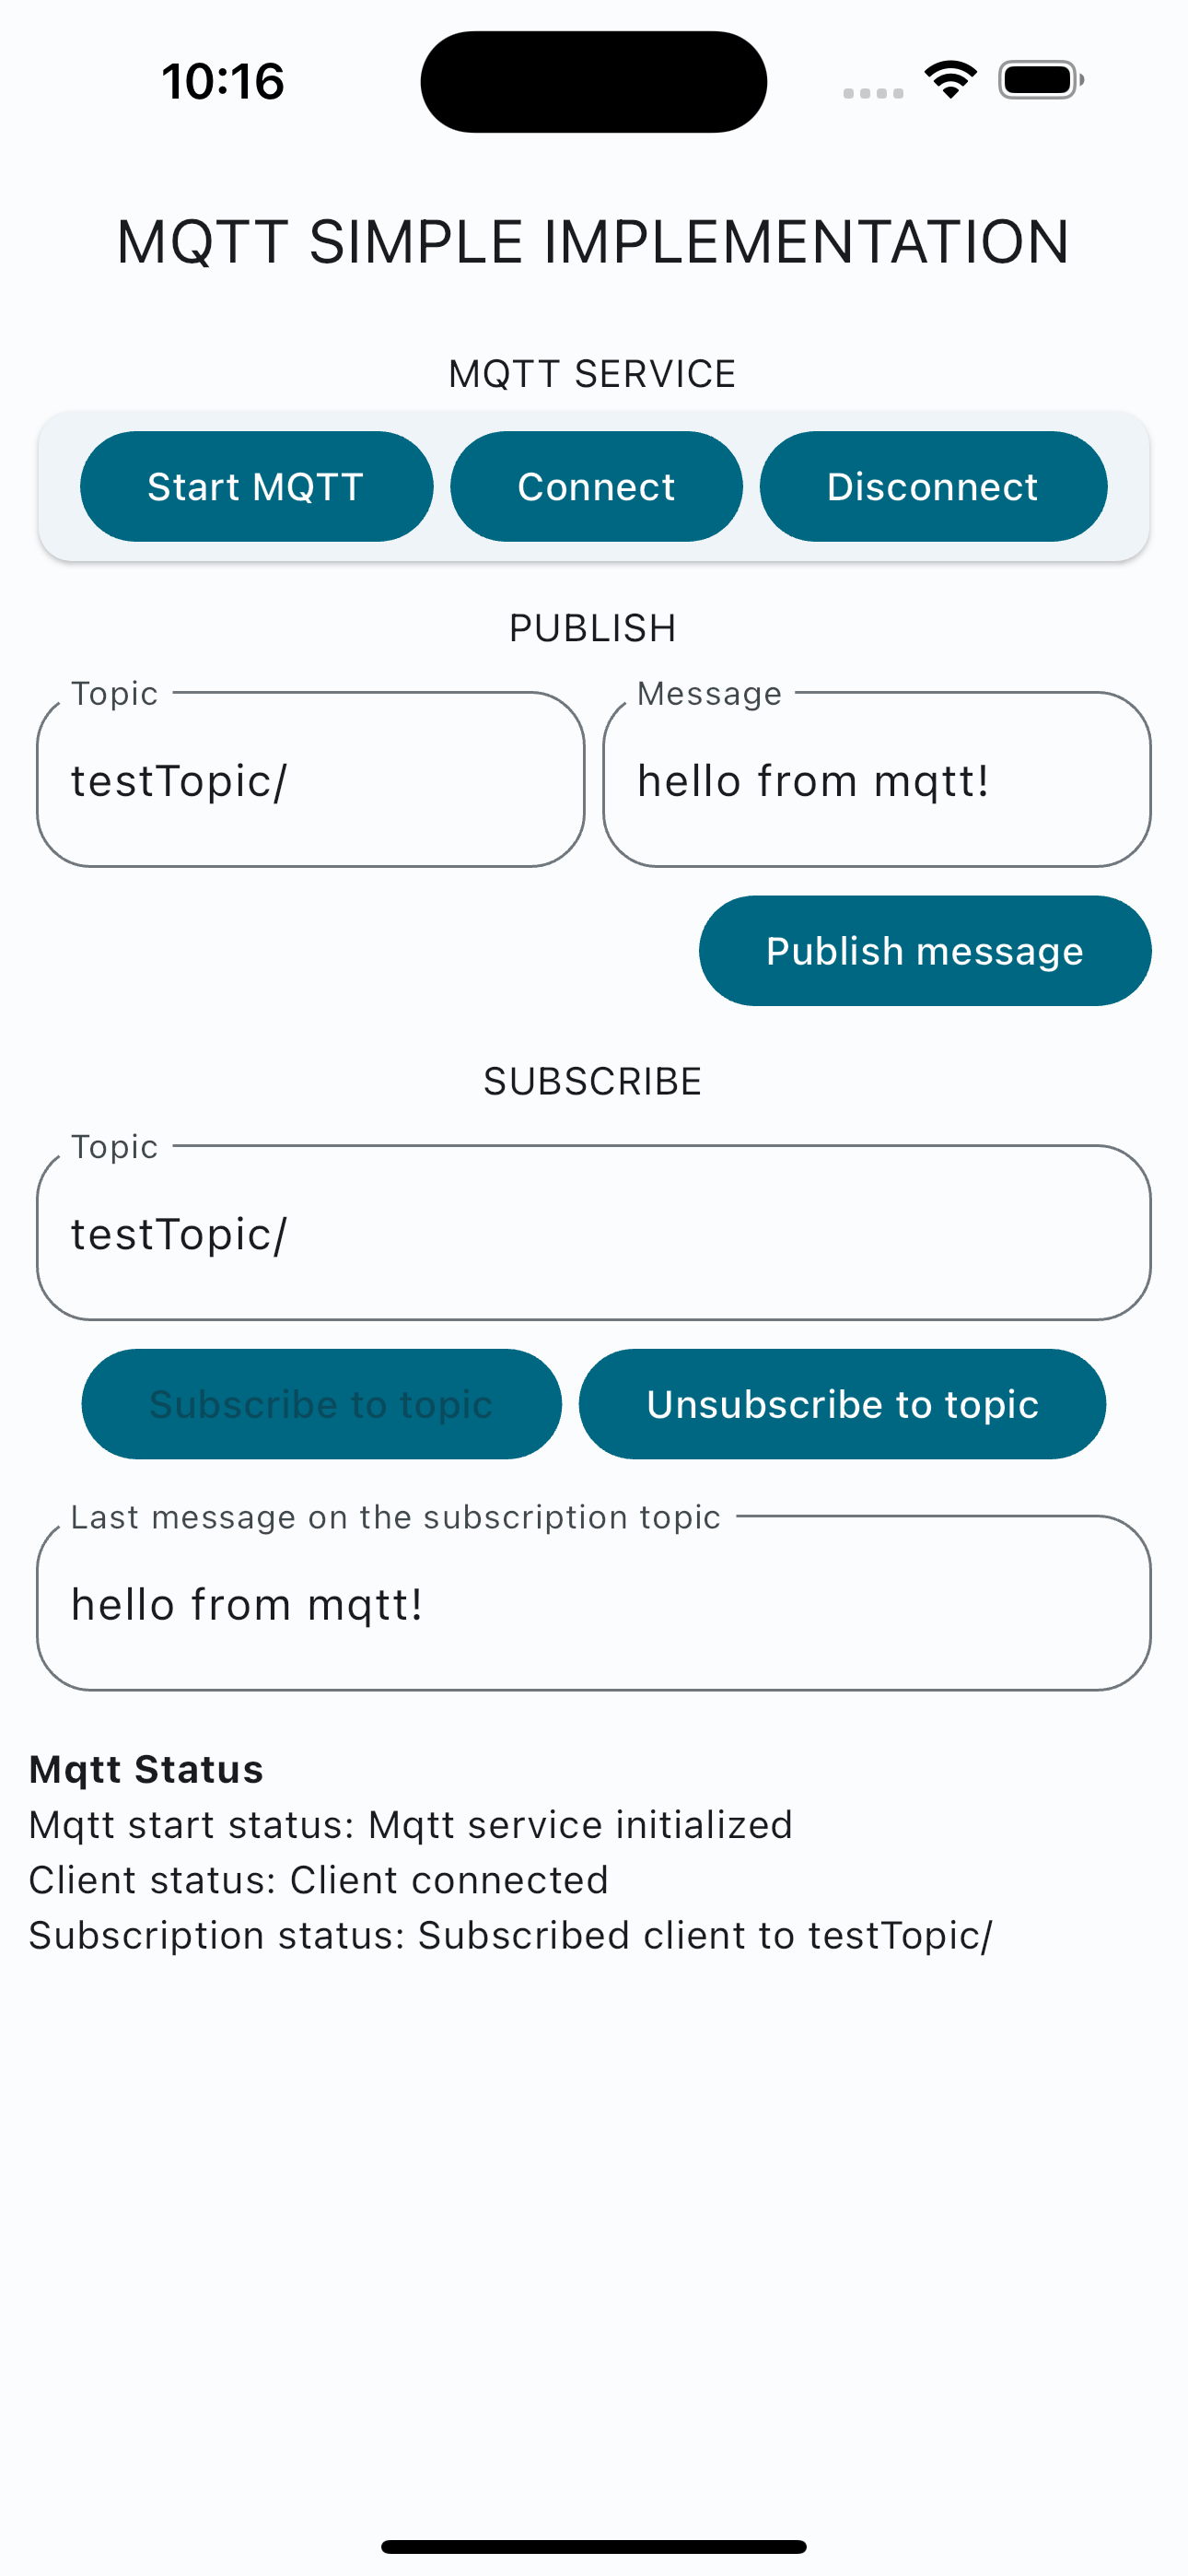 10:16
MQTT SIMPLE IMPLEMENTATION
MQTT SERVICE
Start MQTT Connect Disconnect
PUBLISH
Topic Message
testTopic/ hello from mqtt!
Publish message
SUBSCRIBE
Topic
testTopic/
Subscribe to topic Unsubscribe to topic
Last message on the subscription topic
hello from mqtt!
Mqtt Status
Mqtt start status: Mqtt service initialized
Client status: Client connected
Subscription status: Subscribed client to testTopic/